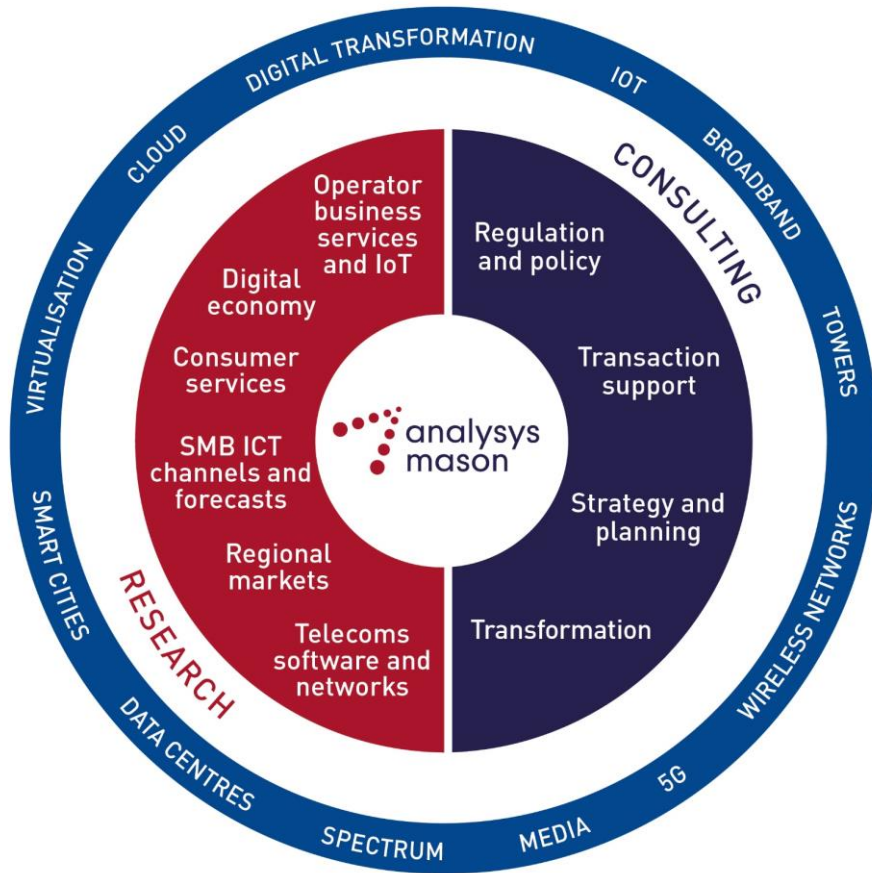 DIGITAL TRANSFORMATION
IOT
BROADBAND
TOWERS
WIRELESS NETWORKS
5G
MEDIA
SPECTRUM
DATA CENTRES
SMART CITIES
VIRTUALISATION
CLOUD
CONSULTING
Regulation
and policy
Transaction
support
Strategy and
planning
Transformation
RESEARCH
Operator
business
services
and IoT
Digital
economy
Consumer
services
SMB ICT
channels and
forecasts
Regional
markets
Telecoms
software and
networks
analysys
mason